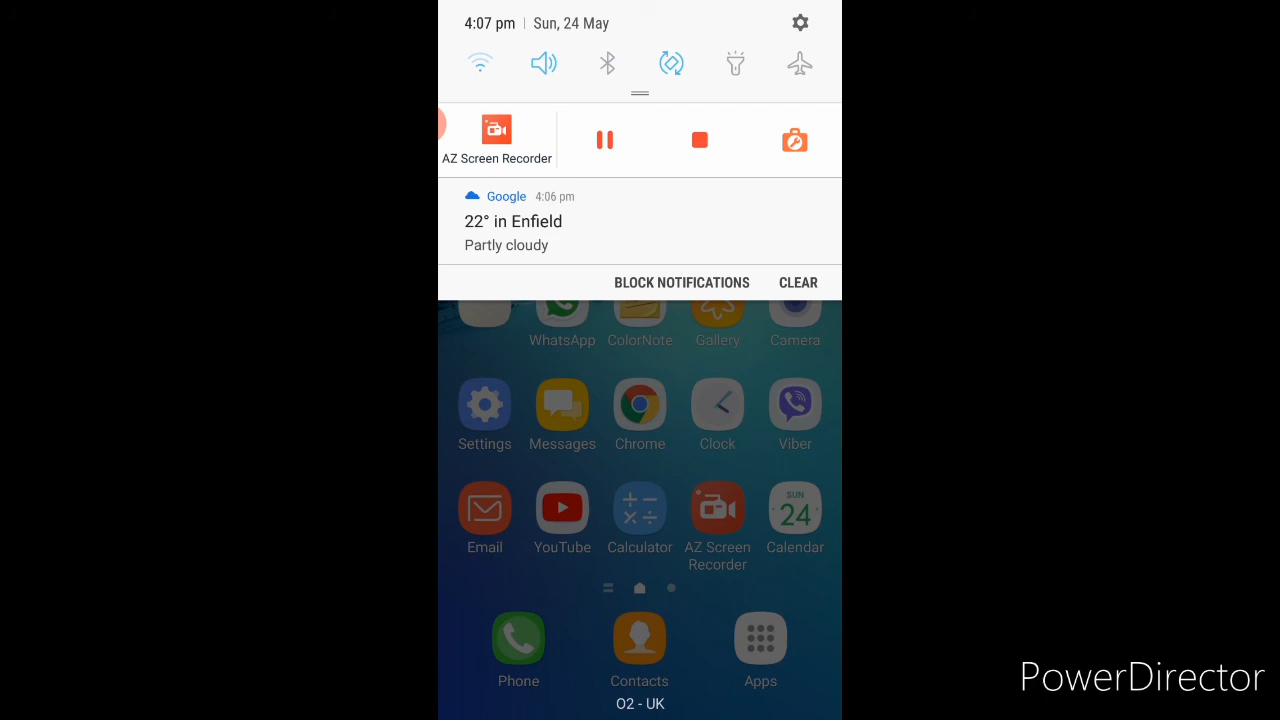 4:07 pm | Sun, 24 May
AZ Screen Recorder
Google 4:06 pm
22° in Enfield
Partly cloudy
BLOCK NOTIFICATIONS CLEAR
WhatsApp ColorNote Gallery Camera
Settings Messages Chrome Clock Viber
SUN
24
Email YouTube Calculator AZ Screen Calendar
Recorder
Phone Contacts Apps
O2 - UK
PowerDirector